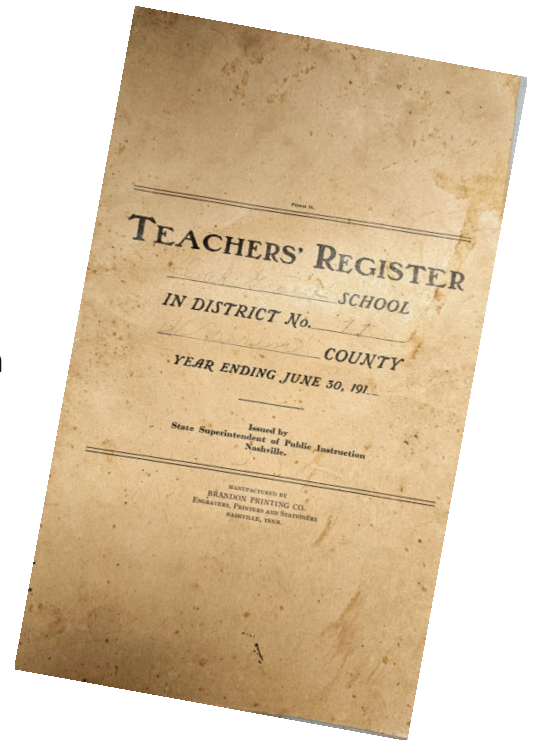 Form 6.
TEACHERS' REGISTER
SCHOOL
IN DISTRICT No.
COUNTY
YEAR ENDING JUNE 30, 191
Issued by
State Superintendent of Public Instruction
Nashville.
MANUFACTURED BY
BRANDON PRINTING CO.
ENGRAVERS, PRINTERS AND STATIONERS
NASHVILLE, TENN.